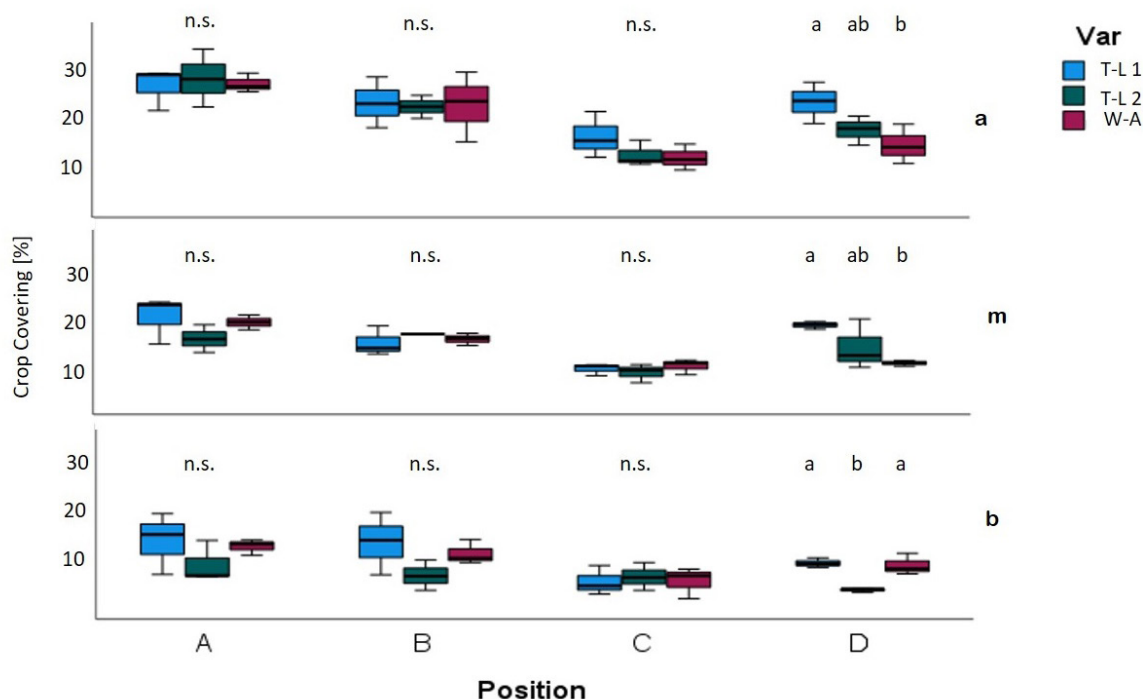 n.s. n.s. n.s. a ab b
Var
T-L 1
T-L 2
W-A
30
20
10
a
n.s. n.s. n.s. a ab b
30
20
10
m
Crop Covering [%]
n.s. n.s. n.s. a b a
30
20
10
b
A B C D
Position